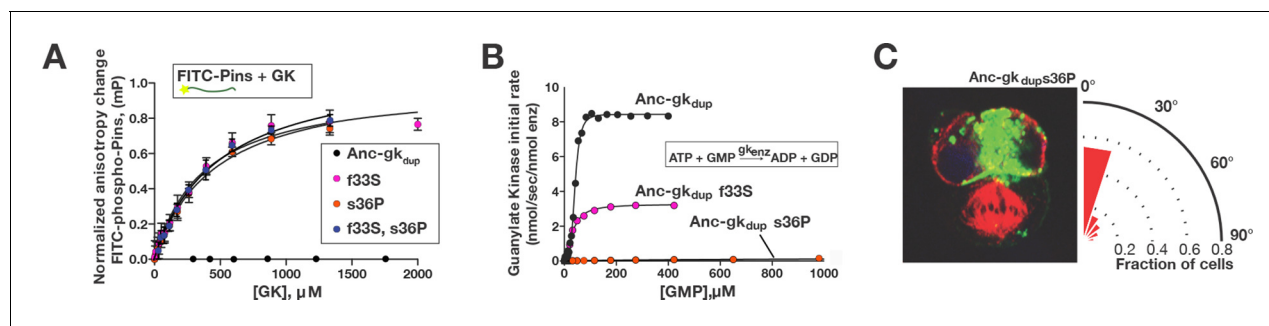 A
Normalized anisotropy change
FITC-phospho-Pins, (mP)
FITC-Pins + GK
1.0
0.8
0.6
0.4
0.2
0.0
0
500
1000
1500
2000
[GK], µM
Anc-gkdup
f33S
s36P
f33S, s36P
B
Guanylate Kinase initial rate
(nmol/sec/nmol enz)
10
8
6
4
2
0
0
200
400
600
800
1000
[GMP],µM
Anc-gkdup
ATP + GMP gkenz ADP + GDP
Anc-gkdup f33S
Anc-gkdup s36P
C
Anc-gkdups36P
0°
30°
60°
90°
0.2
0.4
0.6
0.8
Fraction of cells